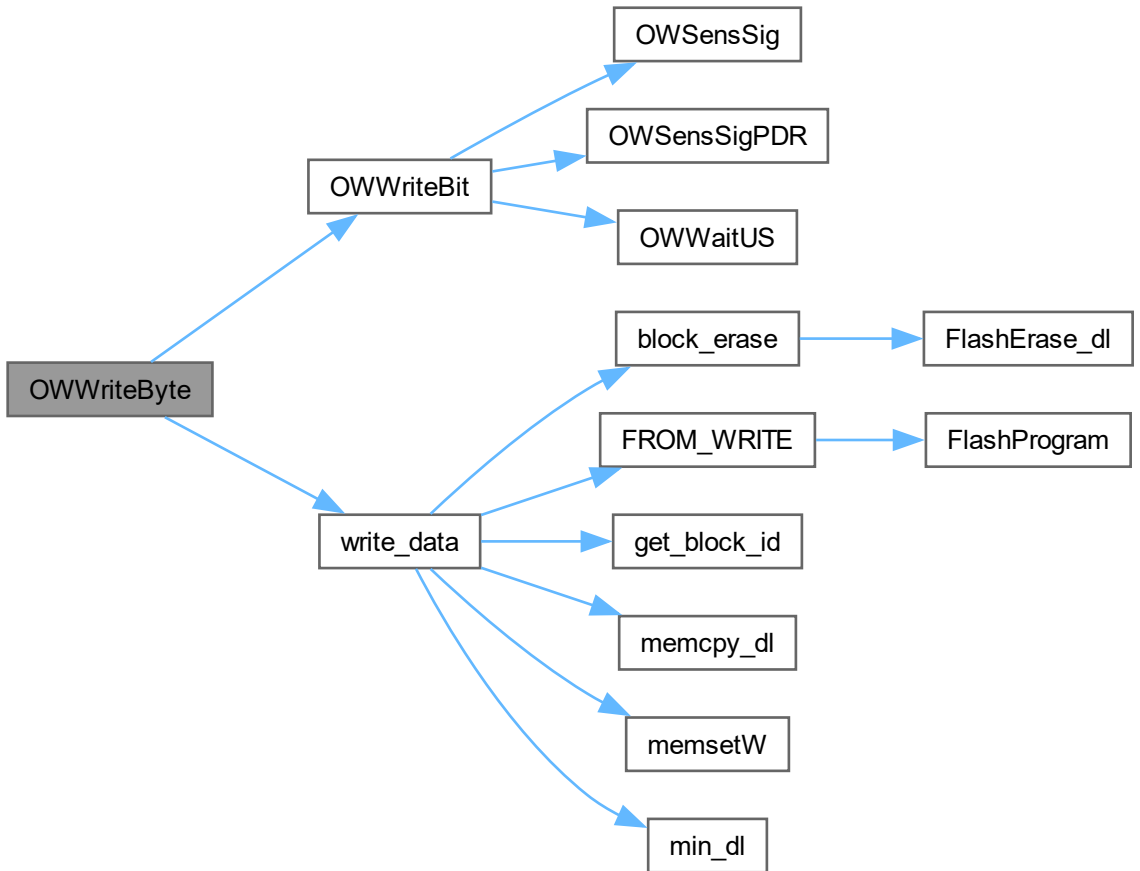 OWSensSig
OWSensSigPDR
OWWriteBit
OWWaitUS
block_erase
FlashErase_dl
OWWriteByte
FROM_WRITE
FlashProgram
write_data
get_block_id
memcpy_dl
memsetW
min_dl